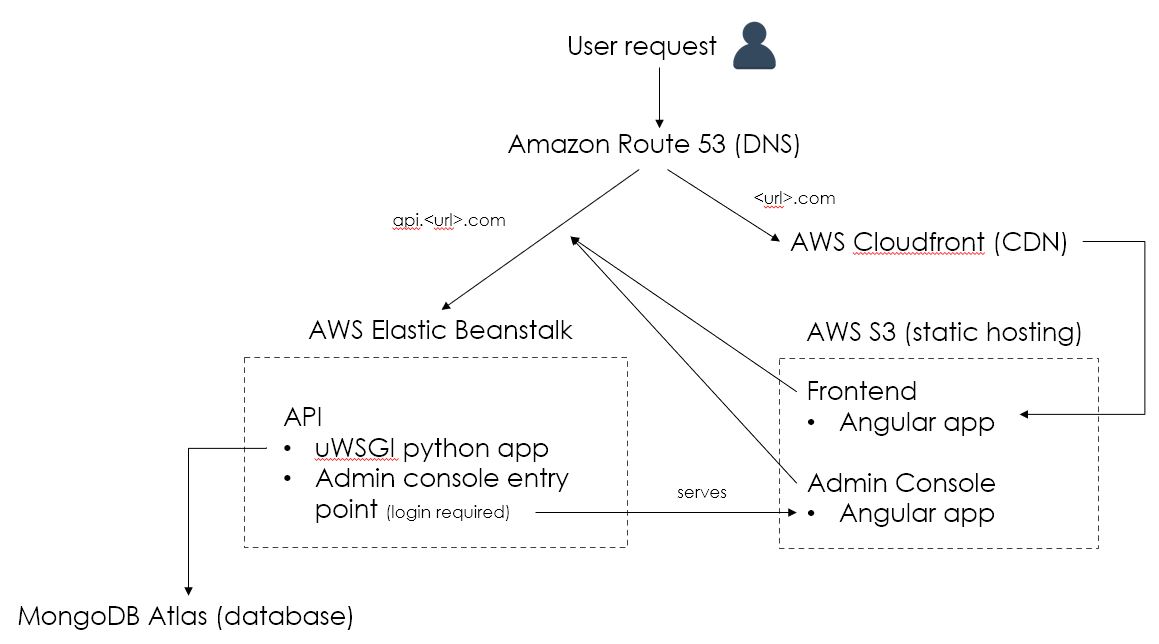 User request
Amazon Route 53 (DNS)
<url>.com
api.<url>.com
AWS Cloudfront (CDN)
AWS Elastic Beanstalk
AWS S3 (static hosting)
API
• uWSGI python app
• Admin console entry
point (login required)
Frontend
• Angular app
serves
Admin Console
• Angular app
MongoDB Atlas (database)